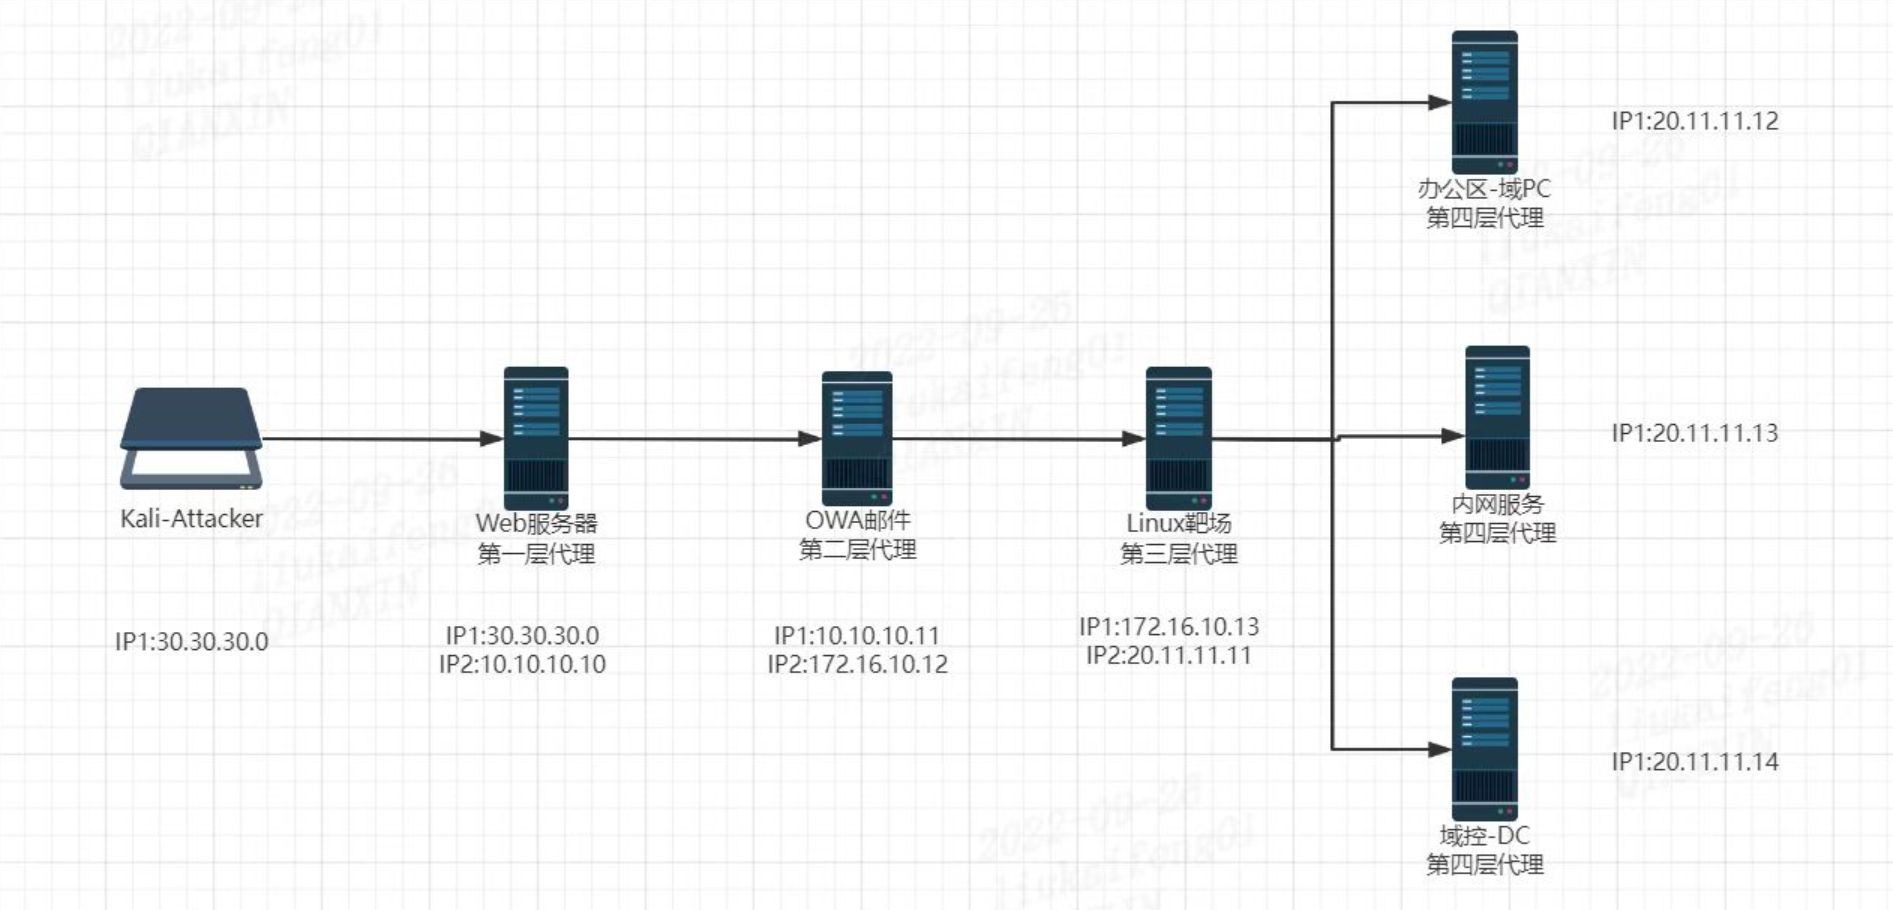 办公区-域PC
第四层代理
IP1:20.11.11.12
Kali-Attacker
IP1:30.30.30.0
Web服务器
第一层代理
IP1:30.30.30.0
IP2:10.10.10.10
OWA邮件
第二层代理
IP1:10.10.10.11
IP2:172.16.10.12
Linux靶场
第三层代理
IP1:172.16.10.13
IP2:20.11.11.11
内网服务
第四层代理
IP1:20.11.11.13
域控-DC
第四层代理
IP1:20.11.11.14
2022-09-26
liukaifeng01
QIANXIN